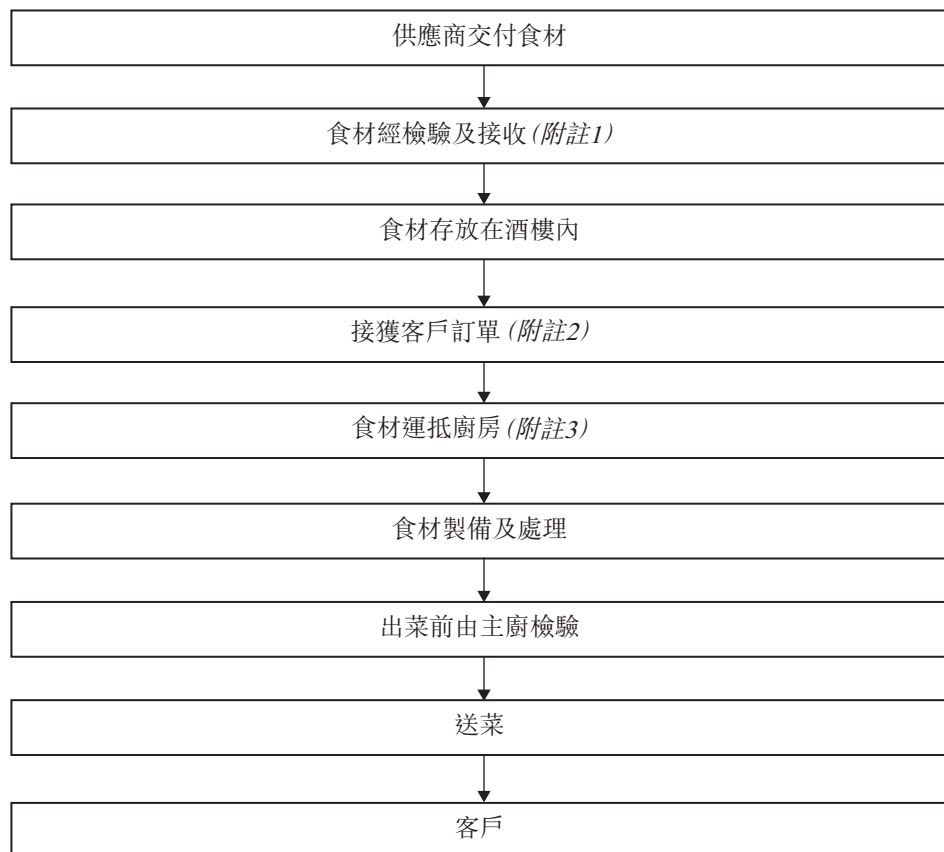 供應商交付食材
食材經檢驗及接收(附註1)
食材存放在酒樓內
接獲客戶訂單(附註2)
食材運抵廚房(附註3)
食材製備及處理
出菜前由主廚檢驗
送菜
客戶